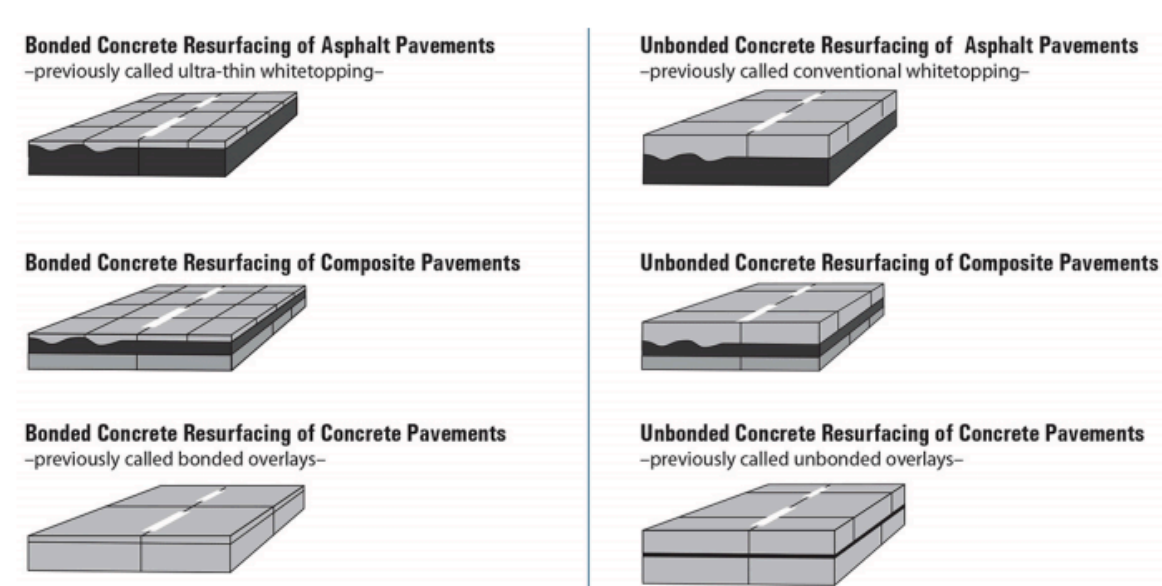 Bonded Concrete Resurfacing of Asphalt Pavements
–previously called ultra-thin whitetopping–
Bonded Concrete Resurfacing of Composite Pavements
Bonded Concrete Resurfacing of Concrete Pavements
–previously called bonded overlays–
Unbonded Concrete Resurfacing of Asphalt Pavements
–previously called conventional whitetopping–
Unbonded Concrete Resurfacing of Composite Pavements
Unbonded Concrete Resurfacing of Concrete Pavements
–previously called unbonded overlays–